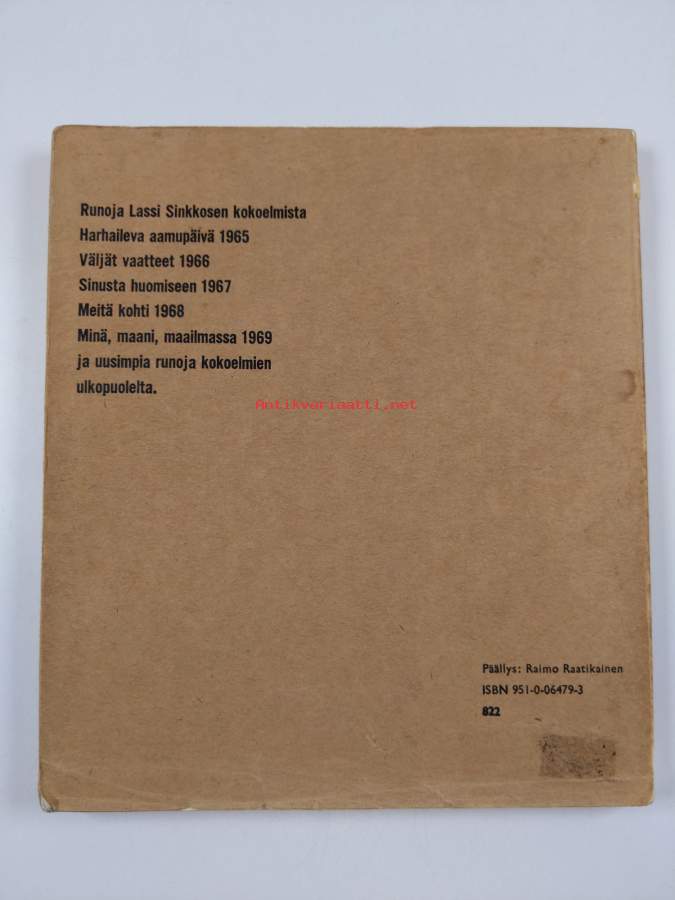 Runoja Lassi Sinkkosen kokoelmista
Harhaileva aamupäivä 1965
Väljät vaatteet 1966
Sinusta huomiseen 1967
Meitä kohti 1968
Minä, maani, maailmassa 1969
ja uusimpia runoja kokoelmien
ulkopuolelta.
Antikvariaatti.net
Päällys: Raimo Raatikainen
ISBN 951-0-06479-3
822